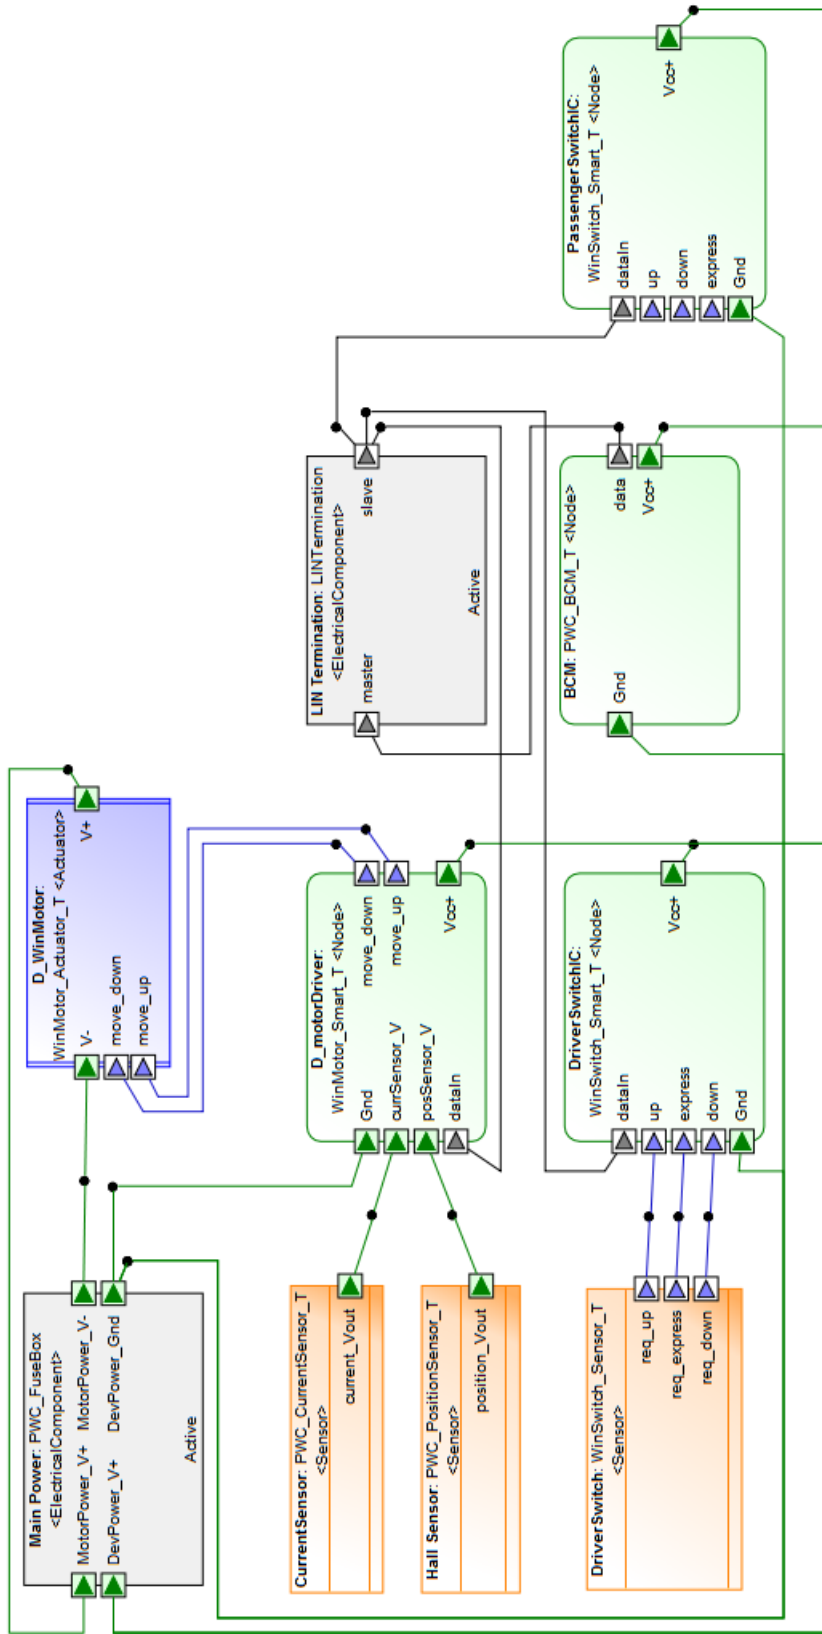 Main Power: PWC_FuseBox
<ElectricalComponent>
MotorPower_V+ MotorPower_V-
DevPower_V+ DevPower_Gnd
Active
D_WinMotor:
WinMotor_Actuator_T <Actuator>
V-
V+
move_down
move_up
CurrentSensor: PWC_CurrentSensor_T
<Sensor>
current_Vout
Hall Sensor: PWC_PositionSensor_T
<Sensor>
position_Vout
D_motorDriver:
WinMotor_Smart_T <Node>
Gnd
currSensor_V
posSensor_V
dataIn
move_down
move_up
Vcc+
LIN Termination: LINTermination
<ElectricalComponent>
master
slave
Active
DriverSwitch: WinSwitch_Sensor_T
<Sensor>
req_up
req_express
req_down
DriverSwitchIC:
WinSwitch_Smart_T <Node>
dataIn
up
express
down
Gnd
Vcc+
BCM: PWC_BCM_T <Node>
Gnd
data
Vcc+
PassengerSwitchIC:
WinSwitch_Smart_T <Node>
dataIn
up
down
express
Gnd
Vcc+